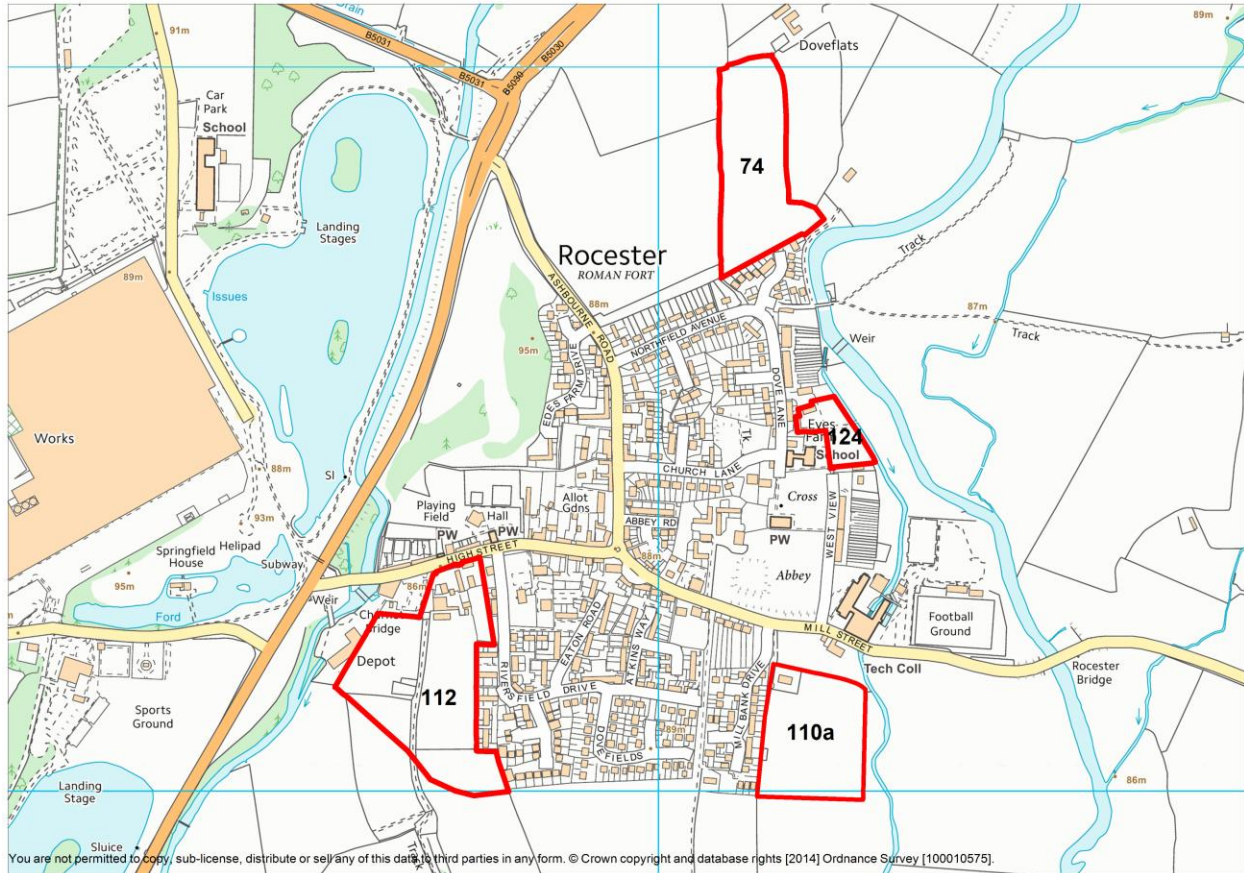 Drain
91m
B5031
B5030
B5031
B5030
Doveflats
89m
Car
Park
School
74
Landing
Stages
Rocester
ROMAN FORT
Track
89m
Issues
ASHBOURNE ROAD
88m
87m
Track
95m
NORTHFIELD AVENUE
Weir
EDES FARM DRIVE
DOVE LANE
Works
Tk
124
School
CHURCH LANE
88m
SI
Playing
Field
Hall
Allot
Gdns
Cross
93m
PW
PW
ABBEY RD
PW
WEST VIEW
Springfield
House
Helipad
Subway
HIGH STREET
88m
Abbey
95m
86m
Weir
Ford
Bridge
Football
Ground
MILL STREET
EATON ROAD
ATKINS WAY
Depot
Tech Coll
Rocester
Bridge
112
RIVERSFIELD DRIVE
MILLBANK DRIVE
Sports
Ground
110a
DOVE FIELDS
89m
86m
Landing
Stage
Sluice
Track
You are not permitted to copy, sub-license, distribute or sell any of this data to third parties in any form. © Crown copyright and database rights [2014] Ordnance Survey [100010575].